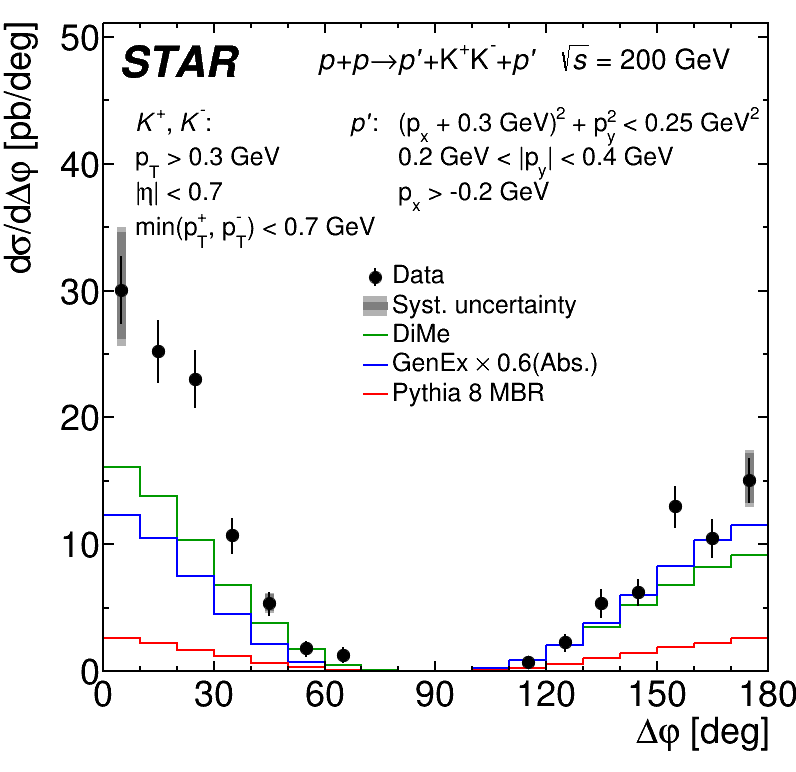 STAR p+p→p′+K⁺K⁻+p′ √s = 200 GeV
K⁺, K⁻: p′: (pₓ + 0.3 GeV)² + p_y² < 0.25 GeV²
p_T > 0.3 GeV 0.2 GeV < |p_y| < 0.4 GeV
|η| < 0.7 pₓ > -0.2 GeV
min(p_T⁺, p_T⁻) < 0.7 GeV
Data
Syst. uncertainty
DiMe
GenEx × 0.6(Abs.)
Pythia 8 MBR
dσ/dΔφ [pb/deg]
50
40
30
20
10
0
0 30 60 90 120 150 180
Δφ [deg]